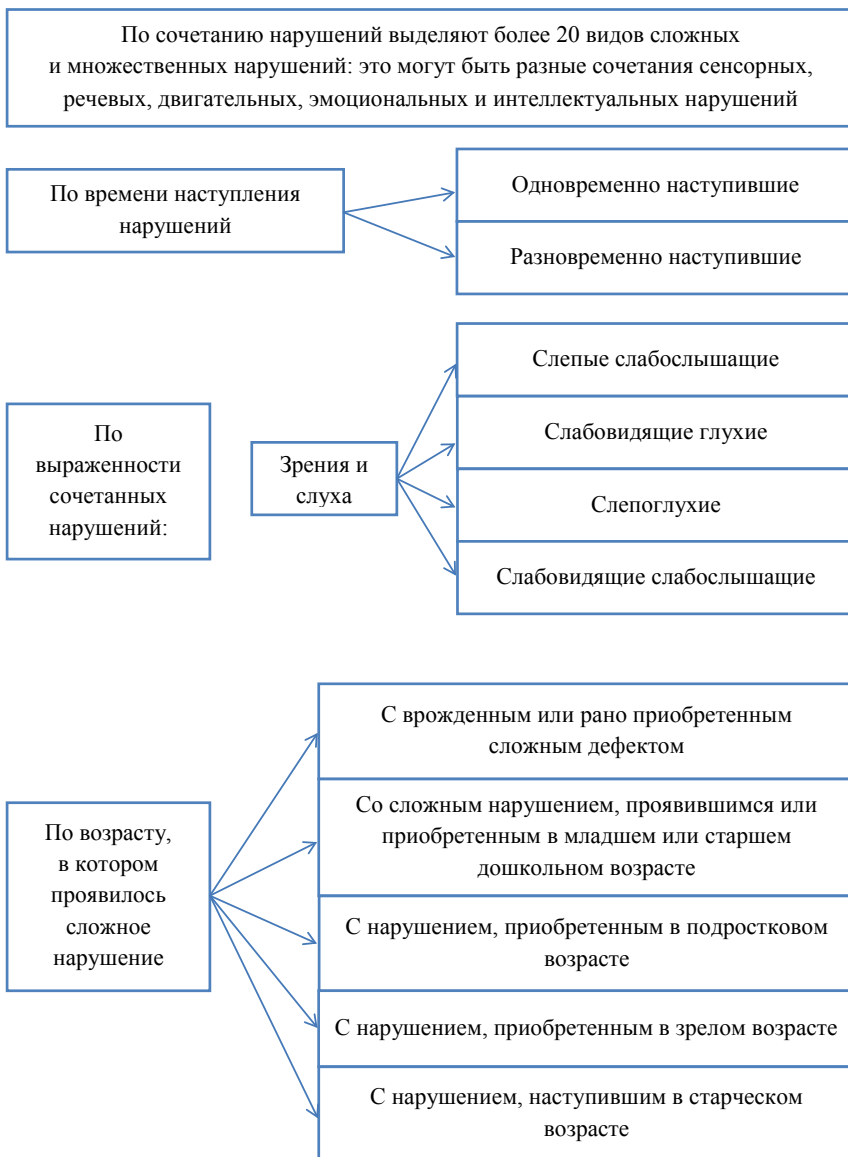 По сочетанию нарушений выделяют более 20 видов сложных
и множественных нарушений: это могут быть разные сочетания сенсорных,
речевых, двигательных, эмоциональных и интеллектуальных нарушений
По времени наступления
нарушений
Одновременно наступившие
Разновременно наступившие
По
выраженности
сочетанных
нарушений:
Зрения и
слуха
Слепые слабослышащие
Слабовидящие глухие
Слепоглухие
Слабовидящие слабослышащие
По возрасту,
в котором
проявилось
сложное
нарушение
С врожденным или рано приобретенным
сложным дефектом
Со сложным нарушением, проявившимся или
приобретенным в младшем или старшем
дошкольном возрасте
С нарушением, приобретенным в подростковом
возрасте
С нарушением, приобретенным в зрелом возрасте
С нарушением, наступившим в старческом
возрасте